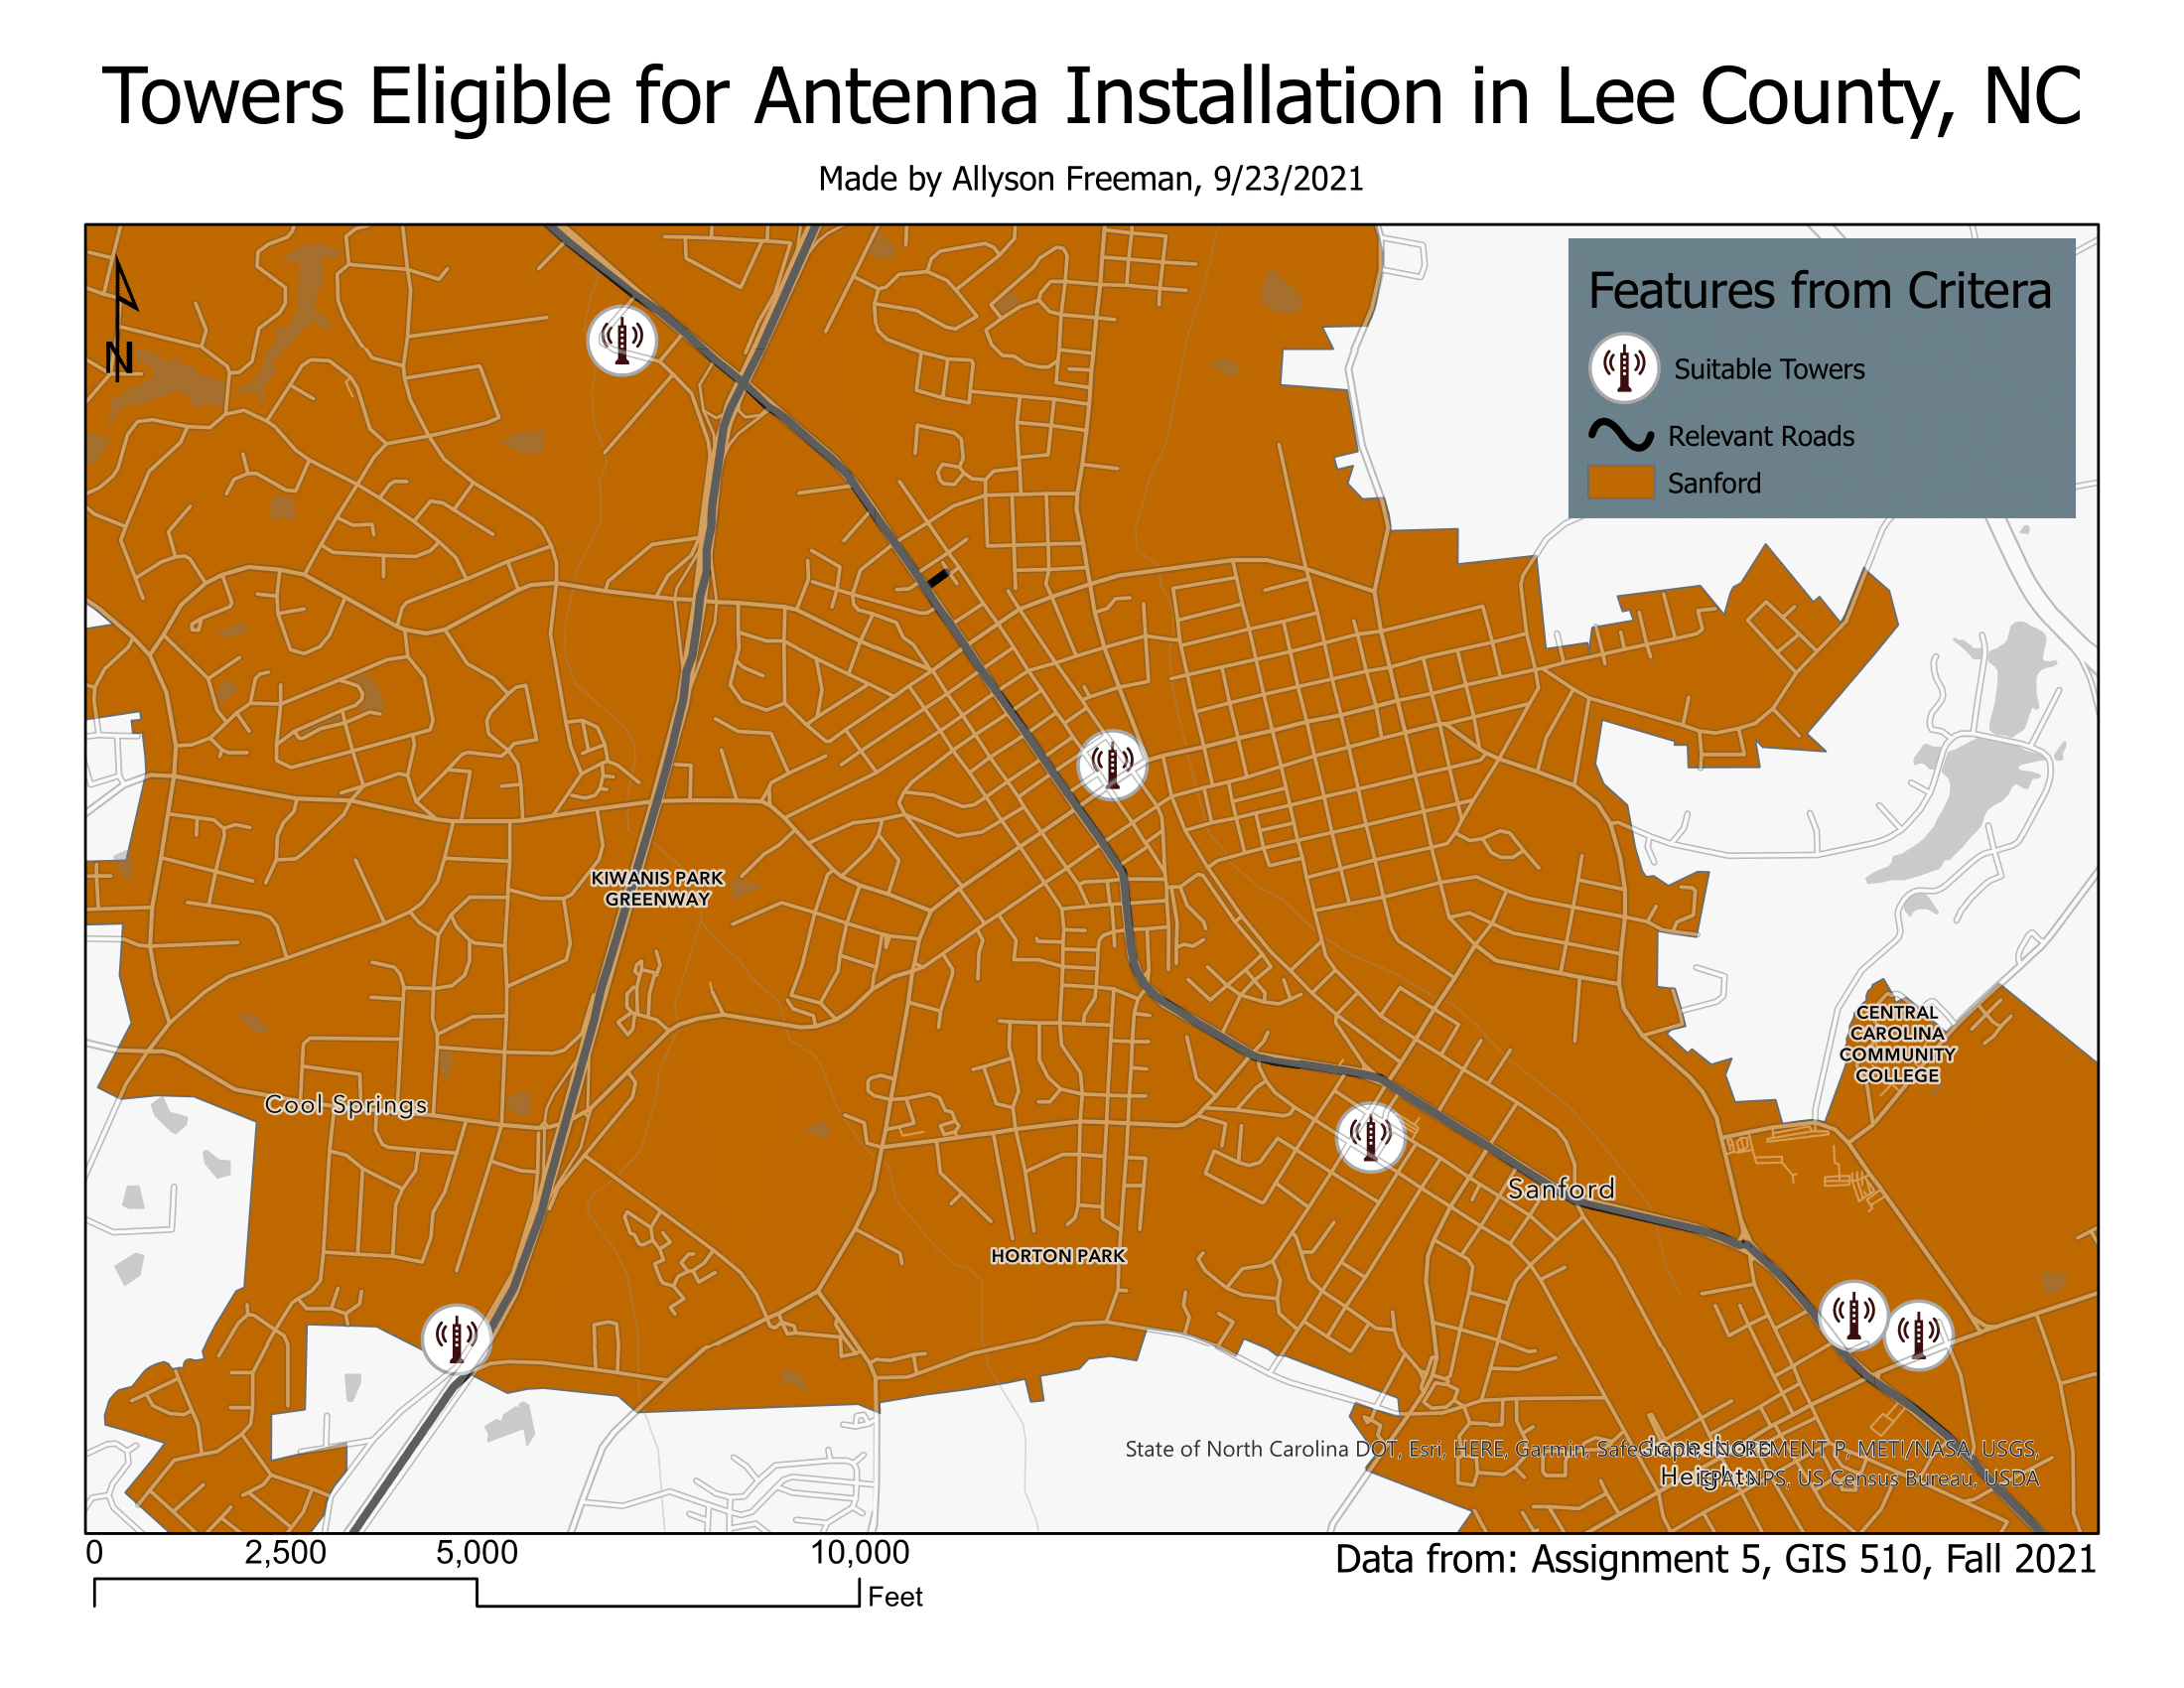 Towers Eligible for Antenna Installation in Lee County, NC
Made by Allyson Freeman, 9/23/2021
N
Features from Critera
Suitable Towers
Relevant Roads
Sanford
KIWANIS PARK
GREENWAY
CENTRAL
CAROLINA
COMMUNITY
COLLEGE
Cool Springs
Sanford
HORTON PARK
Jonesboro
Heights
State of North Carolina DOT, Esri, HERE, Garmin, SafeGraph, INCREMENT P, METI/NASA, USGS,
EPA, NPS, US Census Bureau, USDA
0 2,500 5,000 10,000
Feet
Data from: Assignment 5, GIS 510, Fall 2021